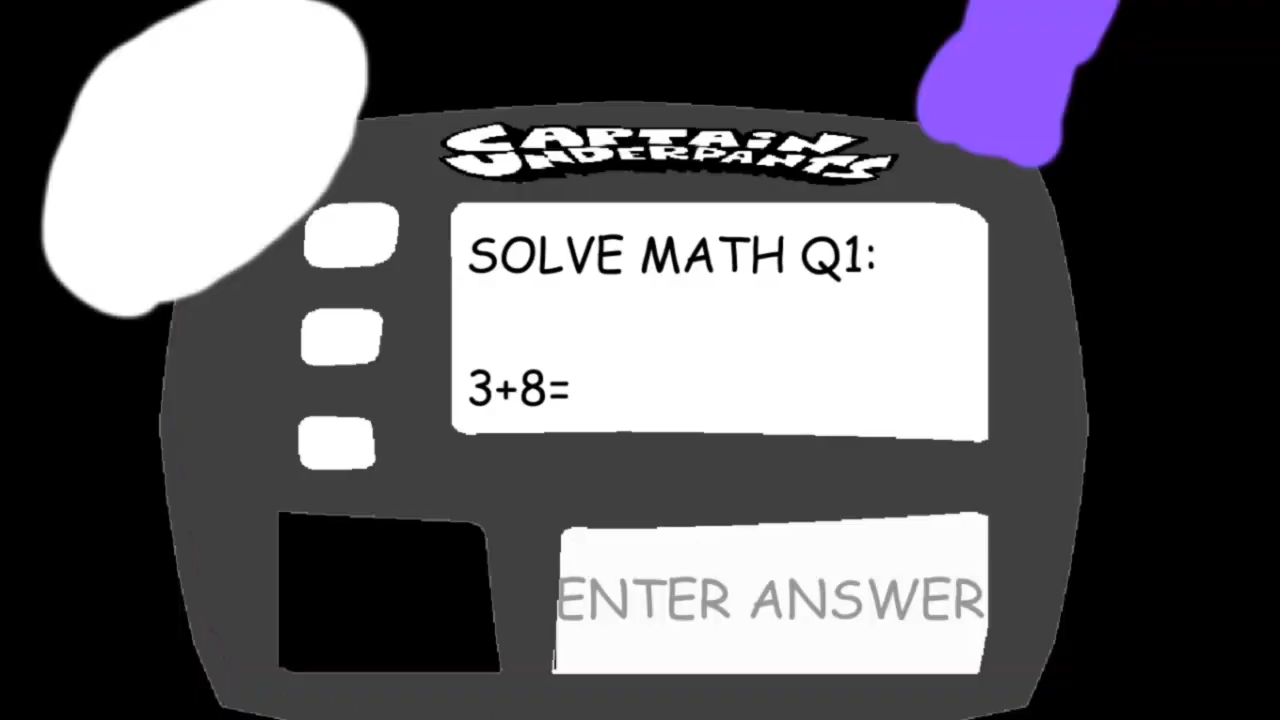 CAPTAIN
UNDERPANTS
SOLVE MATH Q1:
3+8=
ENTER ANSWER